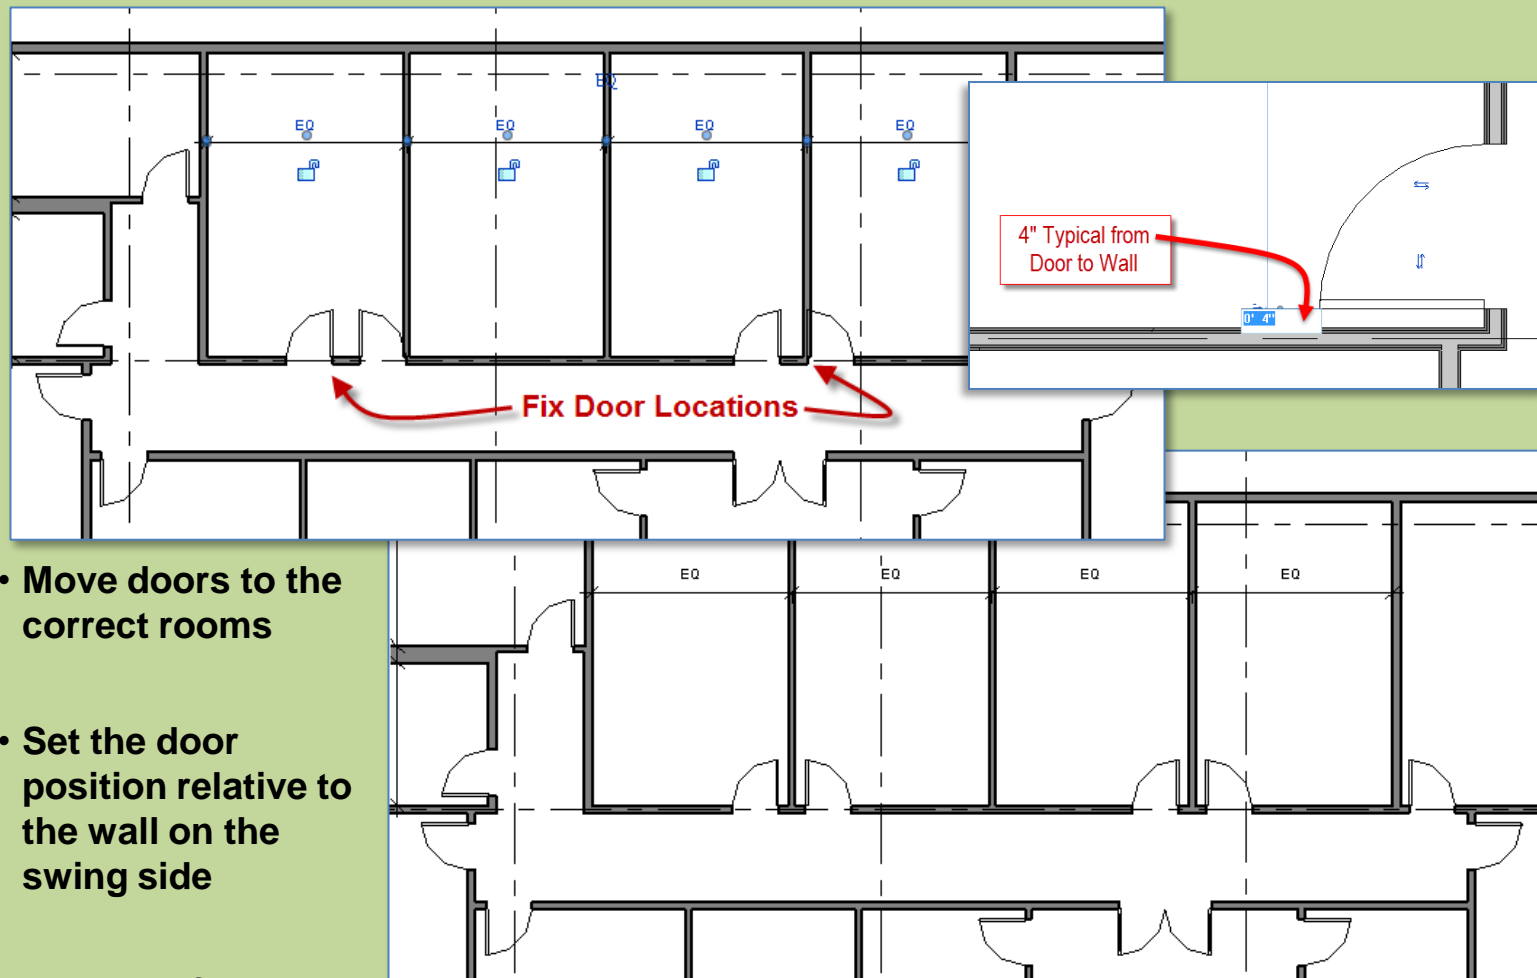 EQ
EQ
EQ
EQ
EQ
4" Typical from
Door to Wall
0' 4"
Fix Door Locations
• Move doors to the
correct rooms
• Set the door
position relative to
the wall on the
swing side
EQ
EQ
EQ
EQ